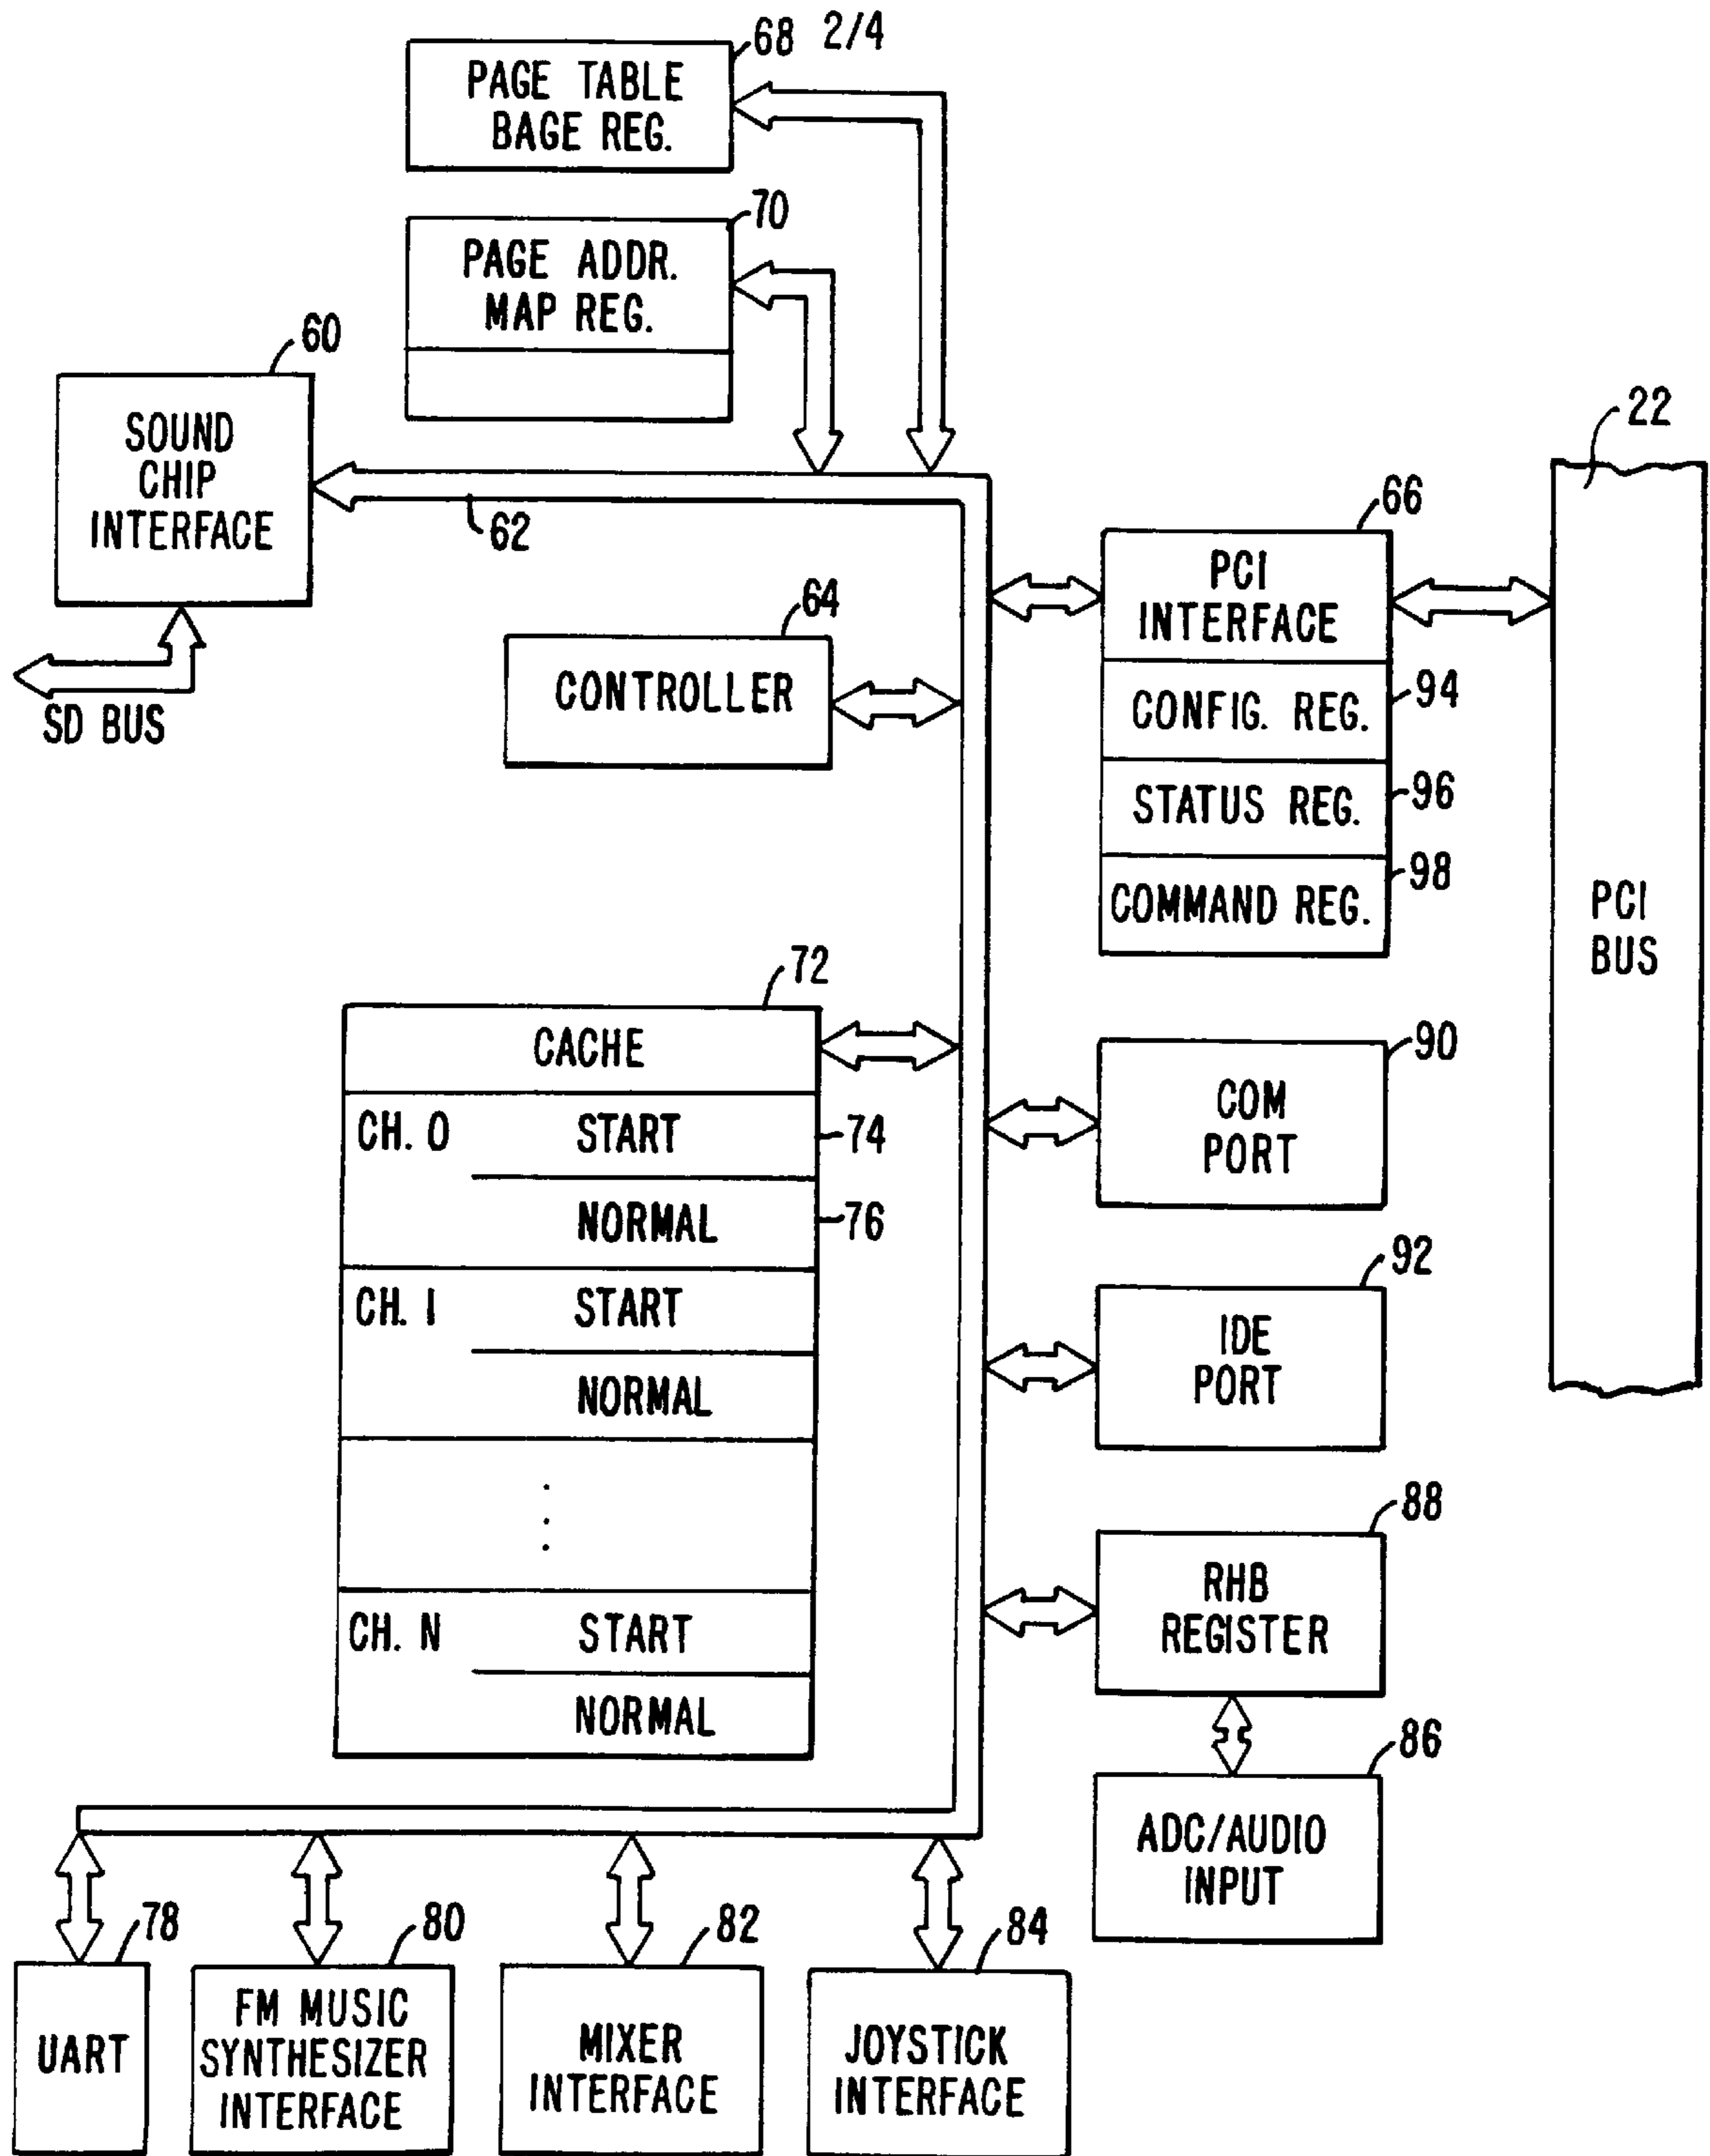 68 2/4
PAGE TABLE
BAGE REG.
70
PAGE ADDR.
MAP REG.
60
SOUND
CHIP
INTERFACE
62
SD BUS
64
CONTROLLER
22
66
PCI
INTERFACE
CONFIG. REG.
94
STATUS REG.
96
COMMAND REG.
98
PCI
BUS
72
CACHE
CH. 0 START
74
NORMAL
76
CH. 1 START
NORMAL
CH. N START
NORMAL
90
COM
PORT
92
IDE
PORT
88
RHB
REGISTER
86
ADC/AUDIO
INPUT
78
UART
80
FM MUSIC
SYNTHESIZER
INTERFACE
82
MIXER
INTERFACE
84
JOYSTICK
INTERFACE